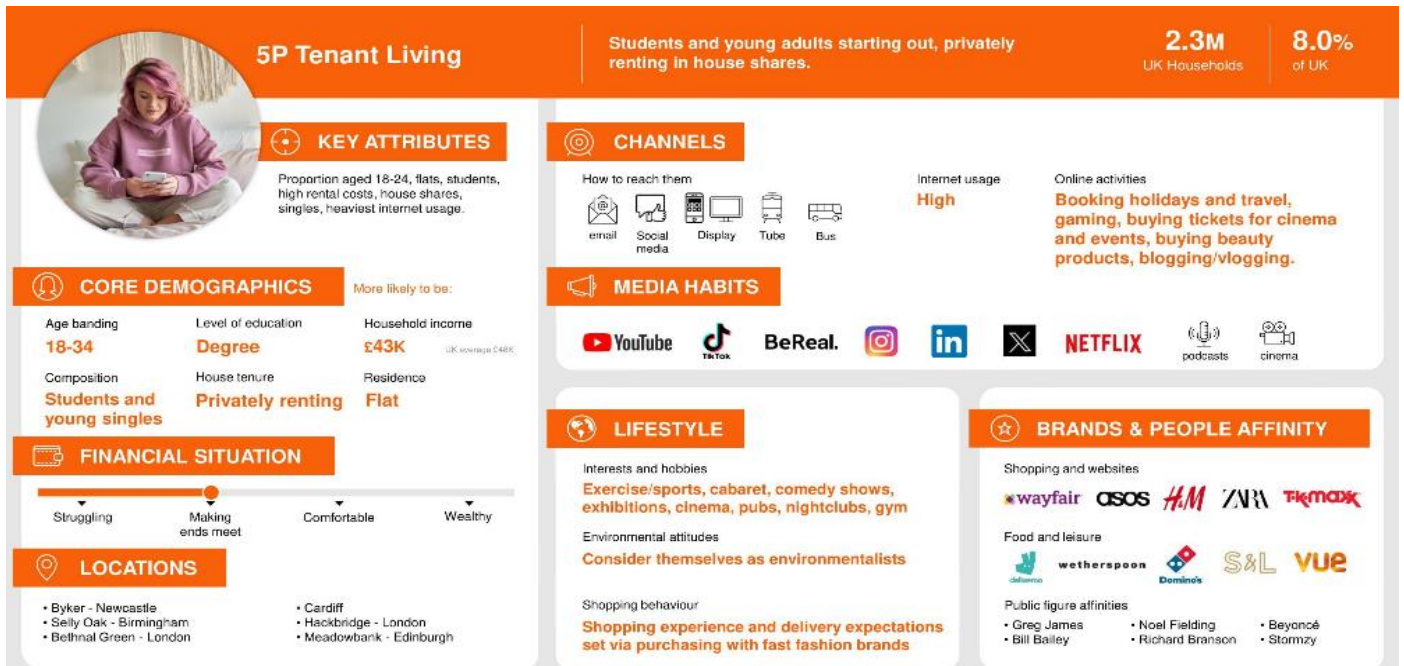 5P Tenant Living
Students and young adults starting out, privately
renting in house shares.
2.3M
UK Households
8.0%
of UK
KEY ATTRIBUTES
Proportion aged 18-24, flats, students,
high rental costs, house shares,
singles, heaviest internet usage.
CORE DEMOGRAPHICS
More likely to be:
Age banding
18-34
Level of education
Degree
Household income
£43K
UK average £48K
Composition
Students and
young singles
House tenure
Privately renting
Residence
Flat
FINANCIAL SITUATION
Struggling
Making
ends meet
Comfortable
Wealthy
LOCATIONS
• Byker - Newcastle
• Selly Oak - Birmingham
• Bethnal Green - London
• Cardiff
• Hackbridge - London
• Meadowbank - Edinburgh
CHANNELS
How to reach them
email
Social
media
Display
Tube
Bus
Internet usage
High
Online activities
Booking holidays and travel,
gaming, buying tickets for cinema
and events, buying beauty
products, blogging/vlogging.
MEDIA HABITS
YouTube
TikTok
BeReal.
in
X
NETFLIX
podcasts
cinema
LIFESTYLE
Interests and hobbies
Exercise/sports, cabaret, comedy shows,
exhibitions, cinema, pubs, nightclubs, gym
Environmental attitudes
Consider themselves as environmentalists
Shopping behaviour
Shopping experience and delivery expectations
set via purchasing with fast fashion brands
BRANDS & PEOPLE AFFINITY
Shopping and websites
wayfair
asos
H&M
ZARA
T·K·maxx
Food and leisure
deliveroo
wetherspoon
Domino's
S&L
VUE
Public figure affinities
• Greg James
• Bill Bailey
• Noel Fielding
• Richard Branson
• Beyoncé
• Stormzy